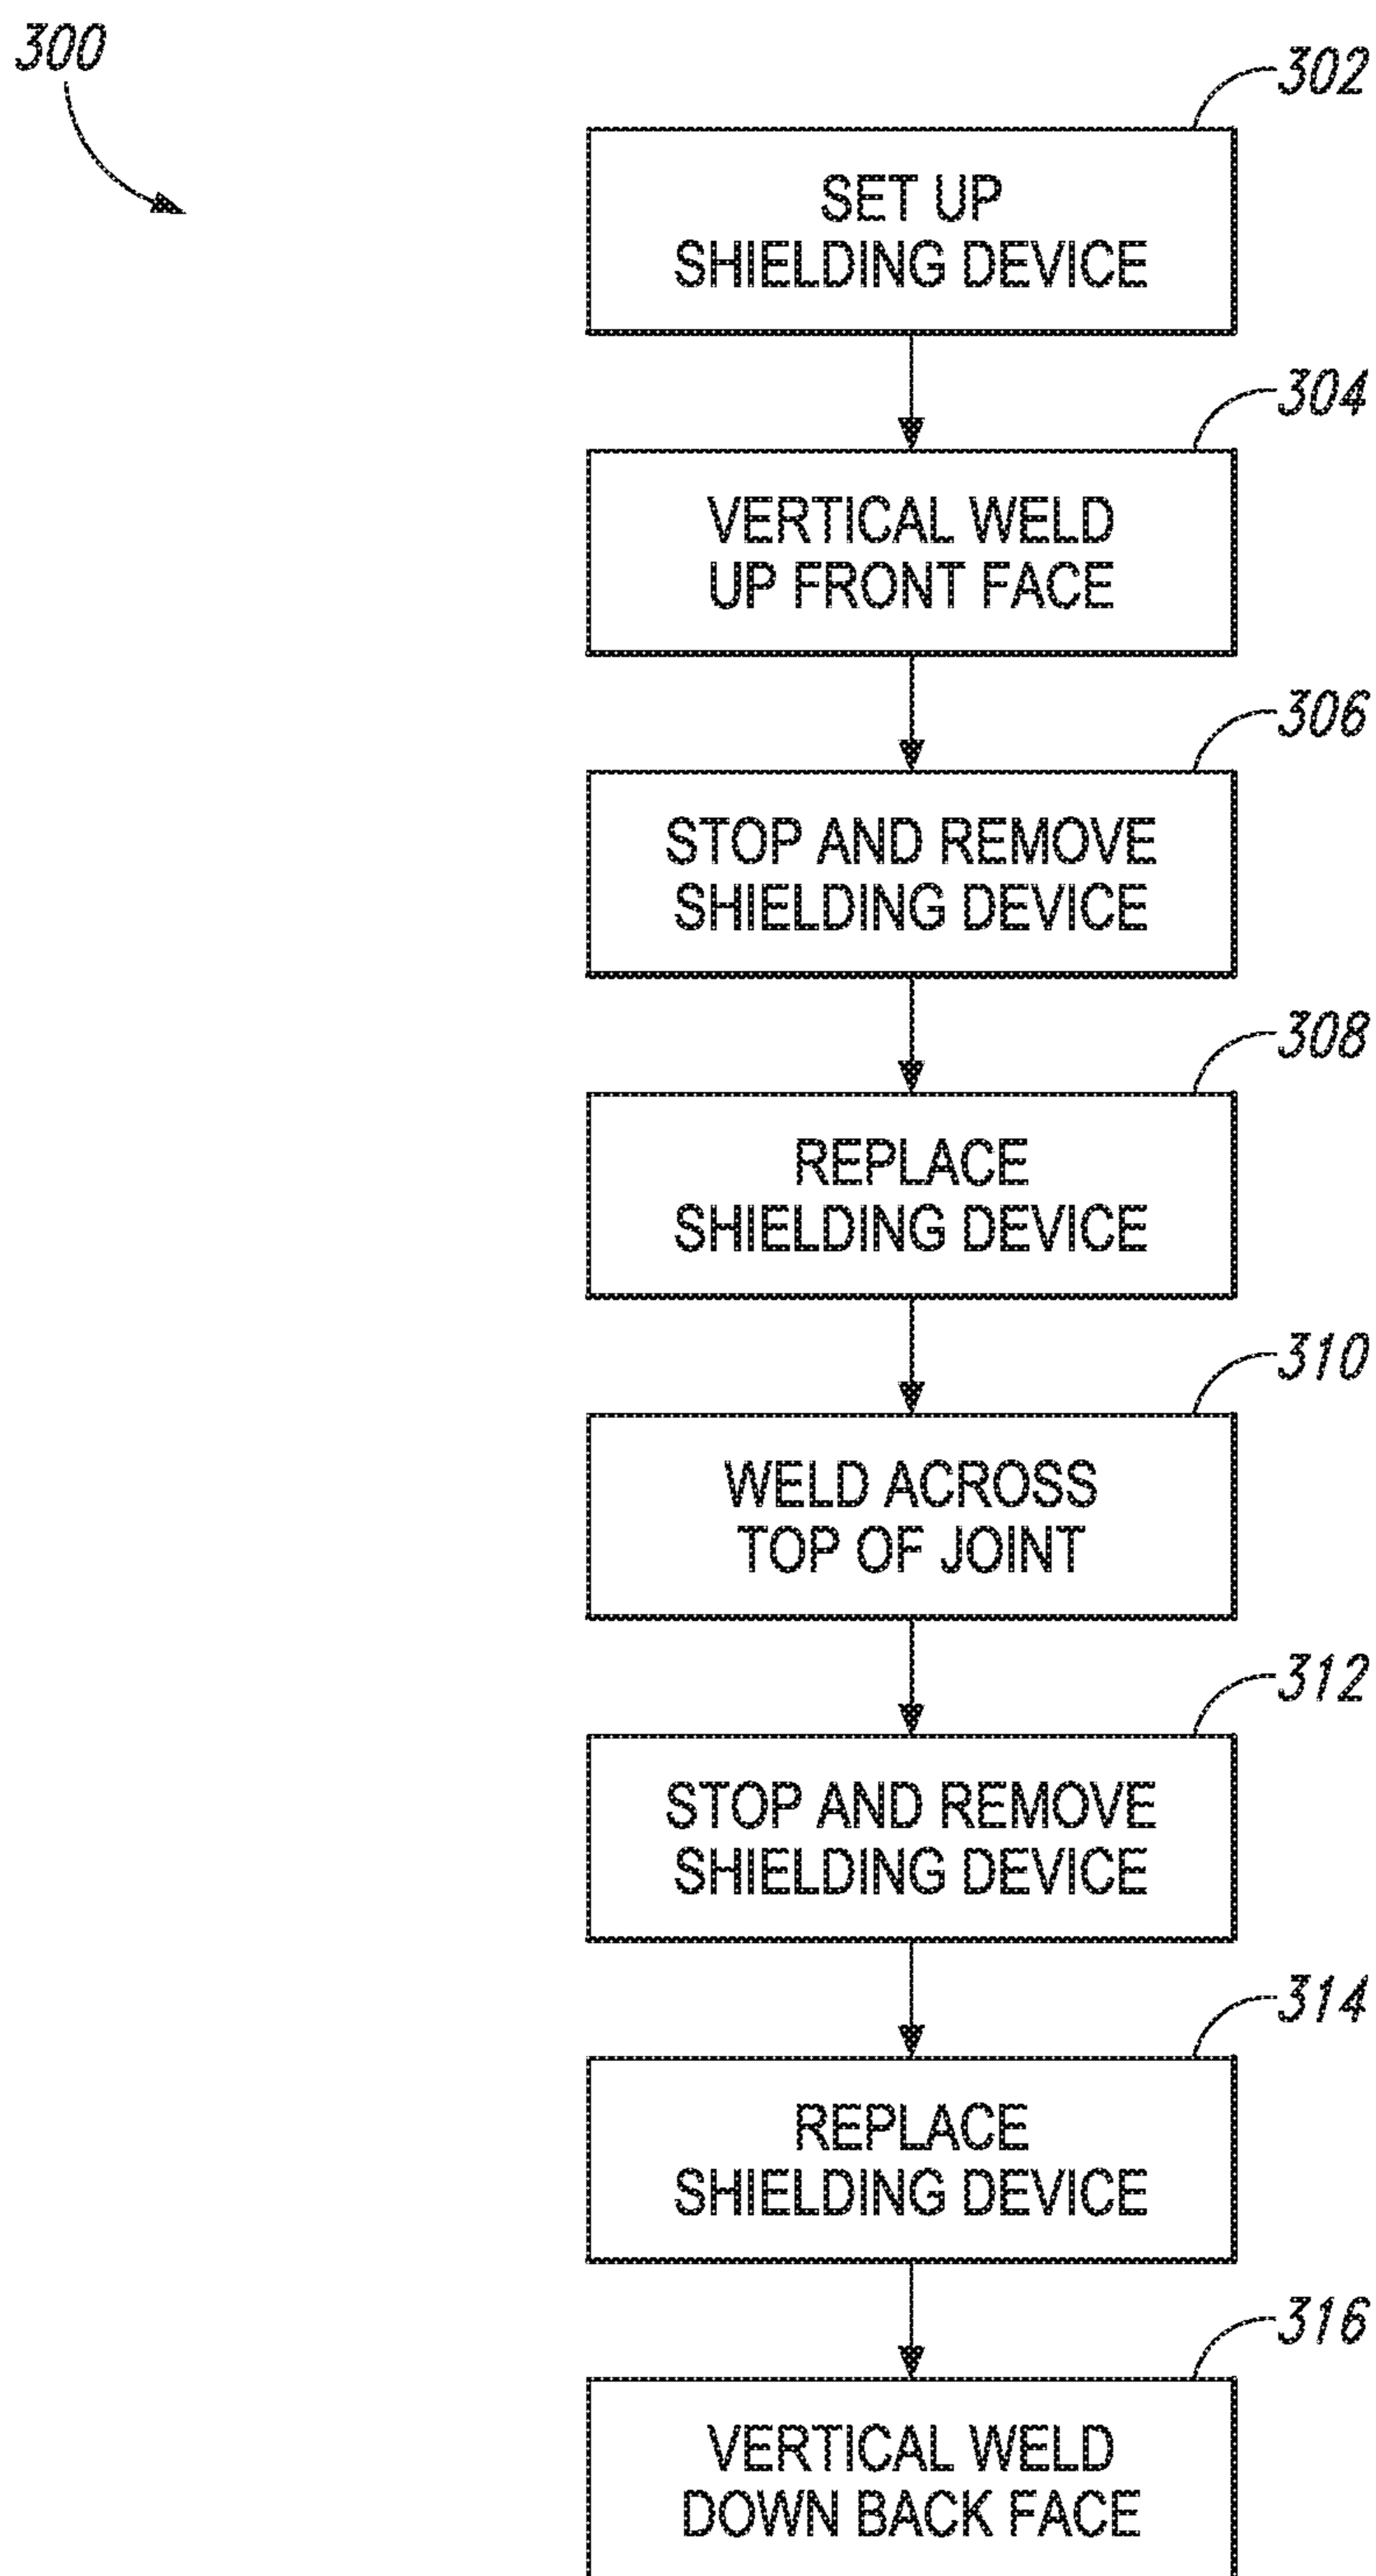 300
302
SET UP
SHIELDING DEVICE
304
VERTICAL WELD
UP FRONT FACE
306
STOP AND REMOVE
SHIELDING DEVICE
308
REPLACE
SHIELDING DEVICE
310
WELD ACROSS
TOP OF JOINT
312
STOP AND REMOVE
SHIELDING DEVICE
314
REPLACE
SHIELDING DEVICE
316
VERTICAL WELD
DOWN BACK FACE